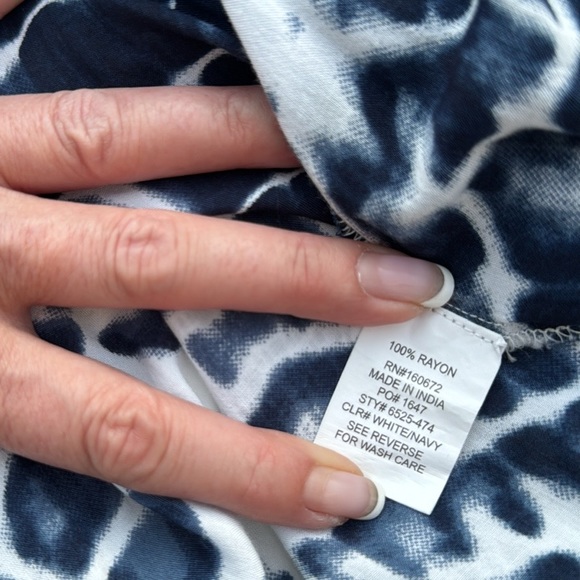 100% RAYON
RN#160672
MADE IN INDIA
PO# 1647
STY# 6525-474
CLR# WHITE/NAVY
SEE REVERSE
FOR WASH CARE